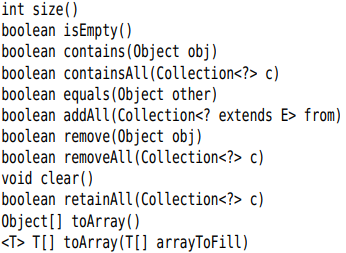 int size()
boolean isEmpty()
boolean contains(Object obj)
boolean containsAll(Collection<?> c)
boolean equals(Object other)
boolean addAll(Collection<? extends E> from)
boolean remove(Object obj)
boolean removeAll(Collection<?> c)
void clear()
boolean retainAll(Collection<?> c)
Object[] toArray()
<T> T[] toArray(T[] arrayToFill)